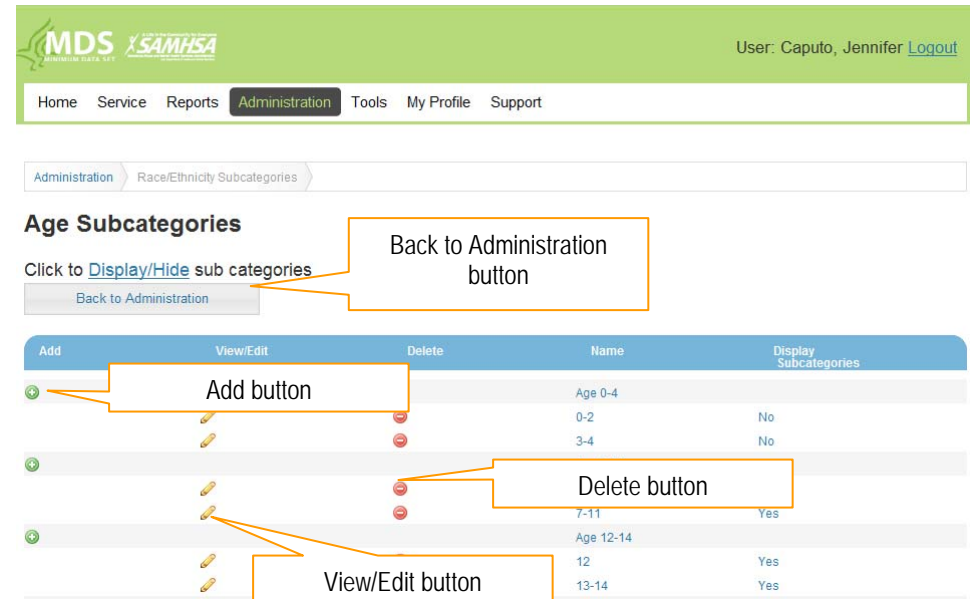 MDS SAMHSA
MINIMUM DATA SET
User: Caputo, Jennifer Logout
Home Service Reports Administration Tools My Profile Support
Administration Race/Ethnicity Subcategories
Age Subcategories
Click to Display/Hide sub categories
Back to Administration
Back to Administration
button
Add View/Edit Delete Name Display
Subcategories
Add button
Age 0-4
0-2 No
3-4 No
Delete button
7-11 Yes
Age 12-14
12 Yes
13-14 Yes
View/Edit button